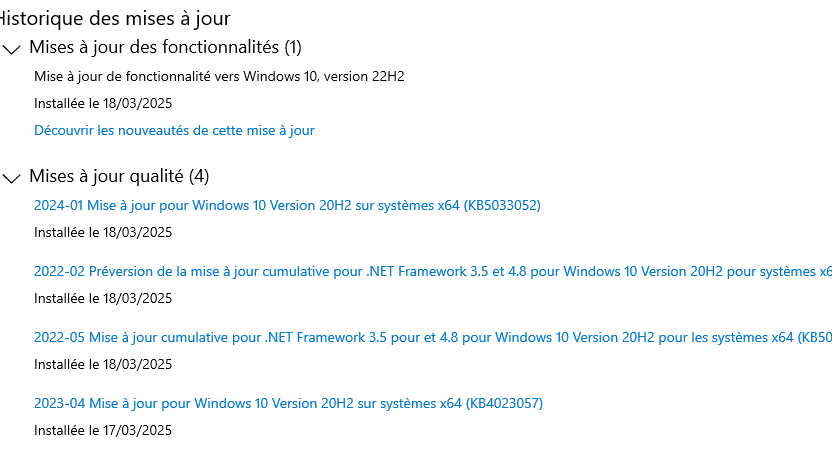 Historique des mises à jour
Mises à jour des fonctionnalités (1)
Mise à jour de fonctionnalité vers Windows 10, version 22H2
Installée le 18/03/2025
Découvrir les nouveautés de cette mise à jour
Mises à jour qualité (4)
2024-01 Mise à jour pour Windows 10 Version 20H2 sur systèmes x64 (KB5033052)
Installée le 18/03/2025
2022-02 Préversion de la mise à jour cumulative pour .NET Framework 3.5 et 4.8 pour Windows 10 Version 20H2 pour systèmes x6
Installée le 18/03/2025
2022-05 Mise à jour cumulative pour .NET Framework 3.5 pour et 4.8 pour Windows 10 Version 20H2 pour les systèmes x64 (KB50
Installée le 18/03/2025
2023-04 Mise à jour pour Windows 10 Version 20H2 sur systèmes x64 (KB4023057)
Installée le 17/03/2025